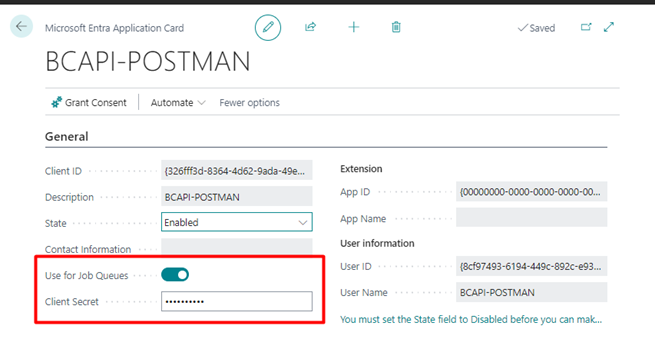 Microsoft Entra Application Card
Saved
BCAPI-POSTMAN
Grant Consent
Automate
Fewer options
General
Client ID
{326fff3d-8364-4d62-9ada-49e...
Description
BCAPI-POSTMAN
State
Enabled
Contact Information
Use for Job Queues
Client Secret
••••••••••
Extension
App ID
{00000000-0000-0000-0000-00...
App Name
User information
User ID
{8cf97493-6194-449c-892c-e93...
User Name
BCAPI-POSTMAN
You must set the State field to Disabled before you can mak...